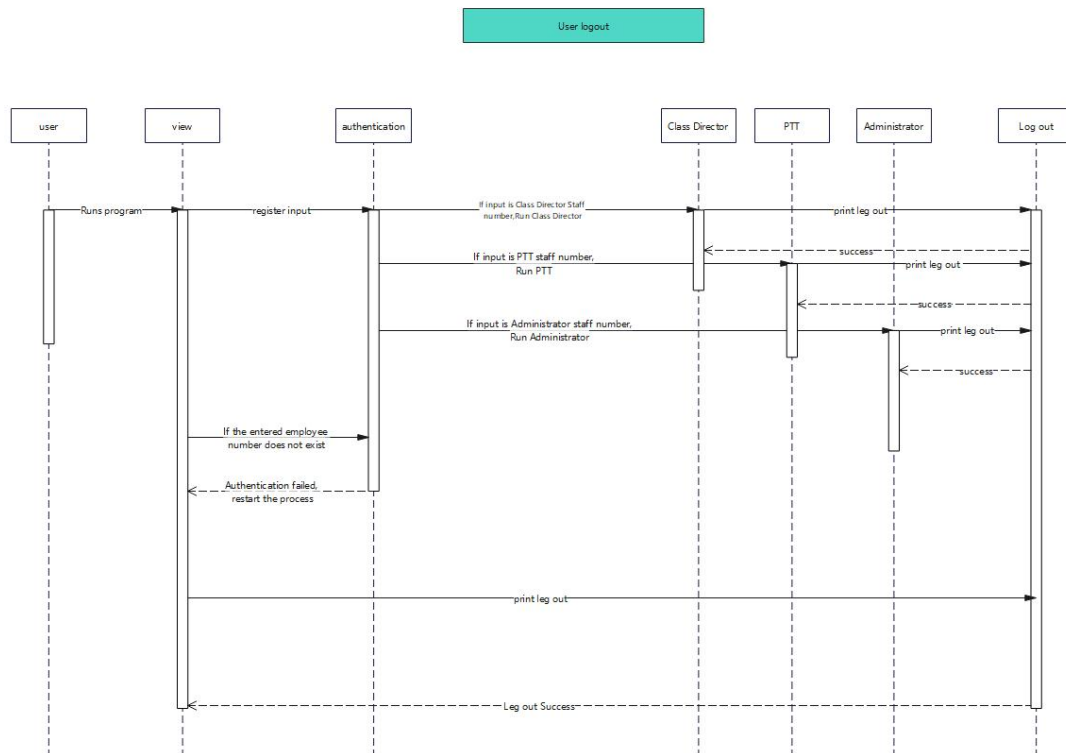 User logout
user
view
authentication
Class Director
PTT
Administrator
Log out
Runs program
register input
If input is Class Director Staff
number,Run Class Director
print leg out
success
If input is PTT staff number,
Run PTT
print leg out
success
If input is Administrator staff number,
Run Administrator
print leg out
success
If the entered employee
number does not exist
Authentication failed,
restart the process
print leg out
Leg out Success